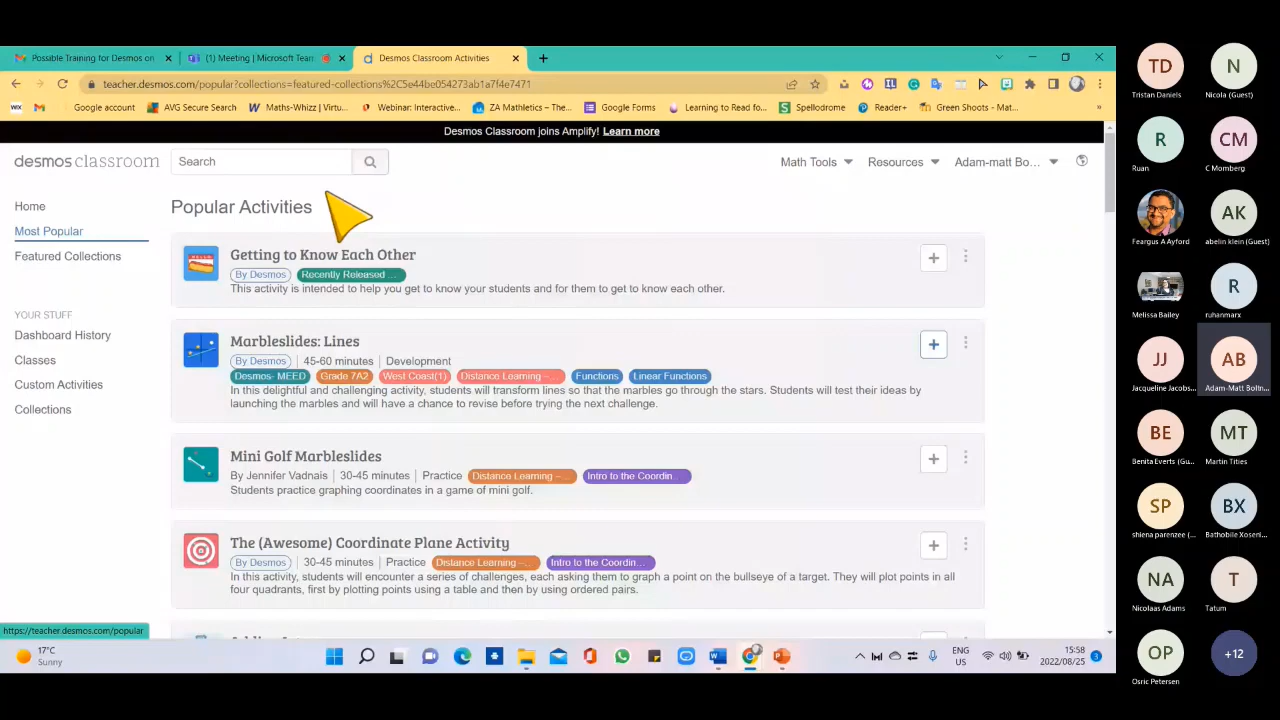 Possible Training for Desmos on
(1) Meeting | Microsoft Team
Desmos Classroom Activities
teacher.desmos.com/popular?collections=featured-collections%2C5e44be054273ab1a7f4e7471
WX
Google account
AVG Secure Search
Maths-Whizz | Virtu...
Webinar: Interactive...
ZA Mathletics – The...
Google Forms
Learning to Read fo...
Spellodrome
Reader+
Green Shoots - Mat...
»
Desmos Classroom joins Amplify! Learn more
desmos classroom
Search
Math Tools
Resources
Adam-matt Bo...
Home
Most Popular
Featured Collections
YOUR STUFF
Dashboard History
Classes
Custom Activities
Collections
Popular Activities
Getting to Know Each Other
By Desmos Recently Released ...
This activity is intended to help you get to know your students and for them to get to know each other.
Marbleslides: Lines
By Desmos | 45-60 minutes | Development
Desmos- MEED Grade 7A2 West Coast(1) Distance Learning –... Functions Linear Functions
In this delightful and challenging activity, students will transform lines so that the marbles go through the stars. Students will test their ideas by
launching the marbles and will have a chance to revise before trying the next challenge.
Mini Golf Marbleslides
By Jennifer Vadnais | 30-45 minutes | Practice Distance Learning –... Intro to the Coordin...
Students practice graphing coordinates in a game of mini golf.
The (Awesome) Coordinate Plane Activity
By Desmos | 30-45 minutes | Practice Distance Learning –... Intro to the Coordin...
In this activity, students will encounter a series of challenges, each asking them to graph a point on the bullseye of a target. They will plot points in all
four quadrants, first by plotting points using a table and then by using ordered pairs.
https://teacher.desmos.com/popular
17°C
Sunny
ENG
US
15:58
2022/08/25
3
TD
Tristan Daniels
N
Nicola (Guest)
R
Ruan
CM
C Momberg
Feargus A Ayford
AK
abelin klein (Guest)
Melissa Bailey
R
ruhanmarx
JJ
Jacqueline Jacobs...
AB
Adam-Matt Boltn...
BE
Benita Everts (Gu...
MT
Martin Tities
SP
shiena parenzee (...
BX
Bathobile Xoseri...
NA
Nicolaas Adams
T
Tatum
OP
Osric Petersen
+12